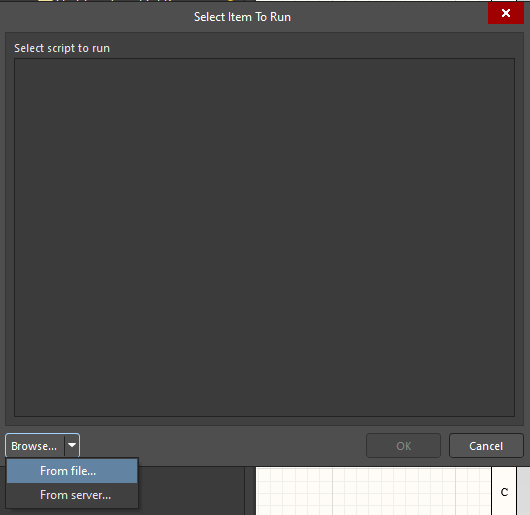 Select Item To Run
Select script to run
Browse...
OK
Cancel
From file...
From server...
C